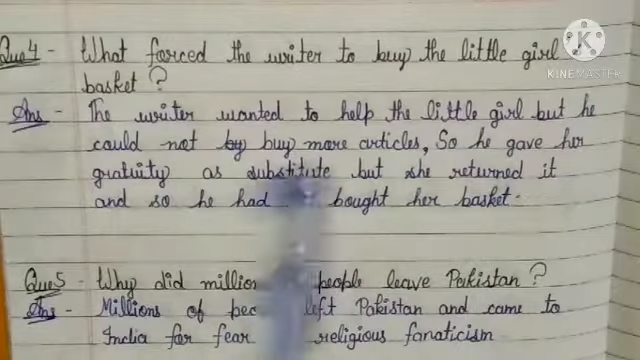 Que4 - What forced the writer to buy the little girl
basket?
Ans - The writer wanted to help the little girl but he
could not by buy more articles, So he gave her
gratuity as substitute but she returned it
and so he had bought her basket.
Que5 - Why did million people leave Pakistan?
Ans - Millions of left Pakistan and came to
India for fear religious fanaticism
KINEMASTER